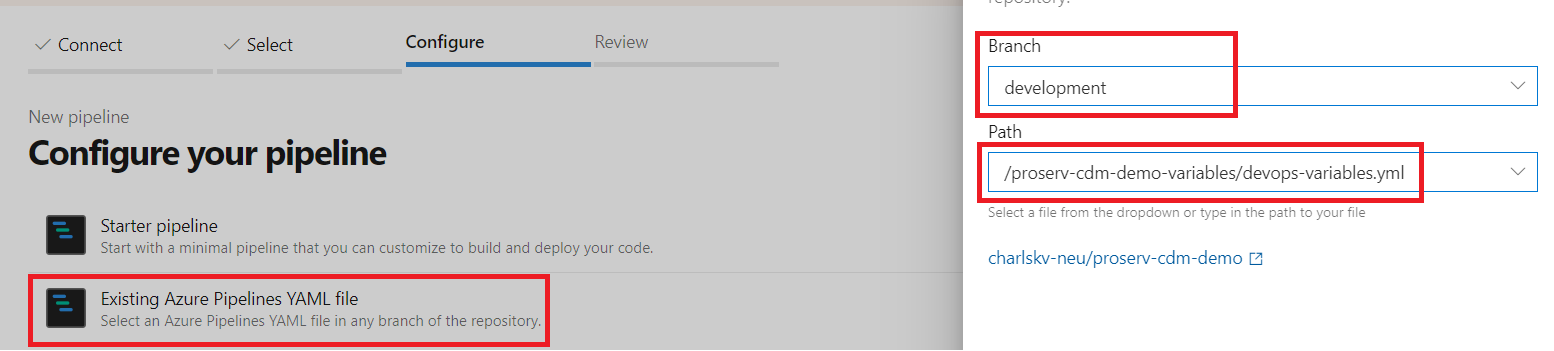 Connect
Select
Configure
Review
New pipeline
Configure your pipeline
Starter pipeline
Start with a minimal pipeline that you can customize to build and deploy your code.
Existing Azure Pipelines YAML file
Select an Azure Pipelines YAML file in any branch of the repository.
repository.
Branch
development
Path
/proserv-cdm-demo-variables/devops-variables.yml
Select a file from the dropdown or type in the path to your file
charlskv-neu/proserv-cdm-demo